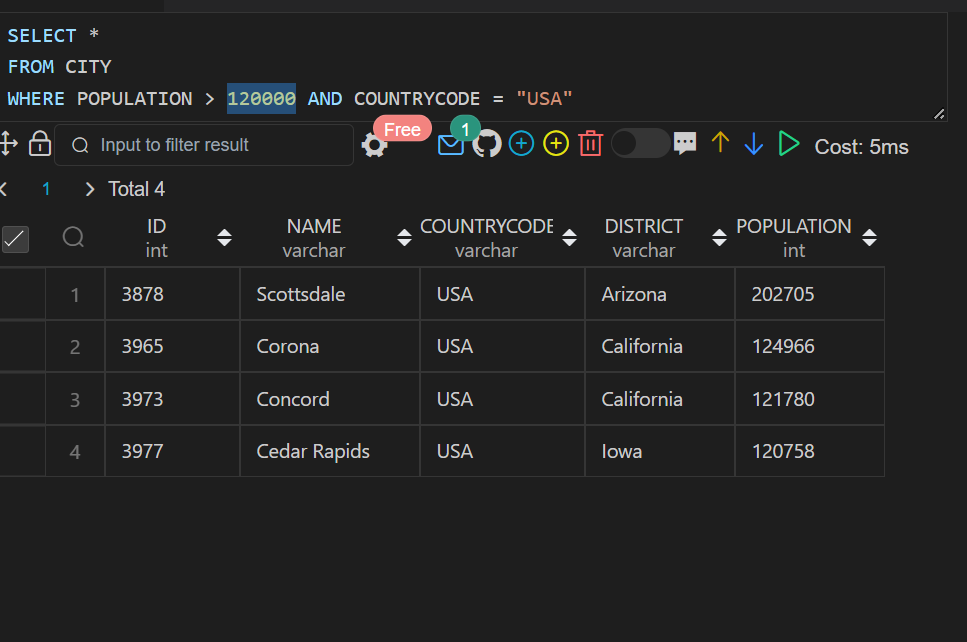 SELECT *
FROM CITY
WHERE POPULATION > 120000 AND COUNTRYCODE = "USA"
Input to filter result Free 1 Cost: 5ms
1 Total 4
ID NAME COUNTRYCODE DISTRICT POPULATION
int varchar varchar varchar int
1 3878 Scottsdale USA Arizona 202705
2 3965 Corona USA California 124966
3 3973 Concord USA California 121780
4 3977 Cedar Rapids USA Iowa 120758